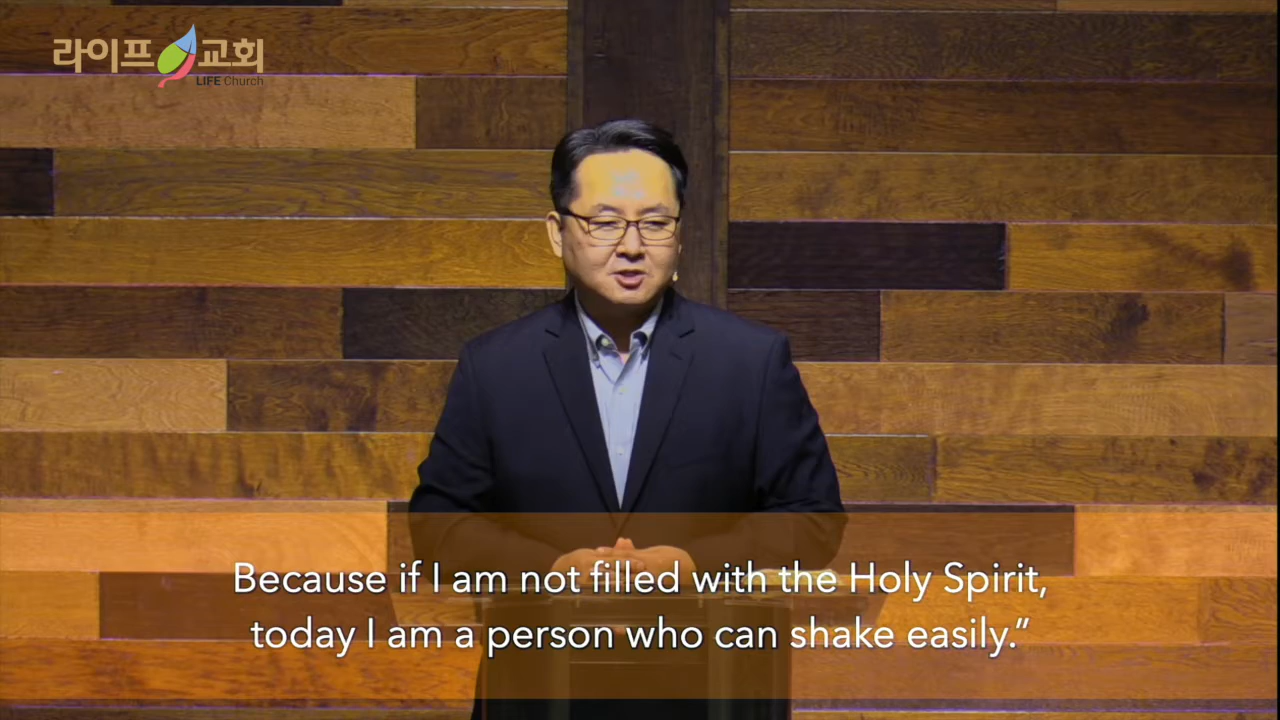 라이프교회
LIFE Church
Because if I am not filled with the Holy Spirit,
today I am a person who can shake easily.”